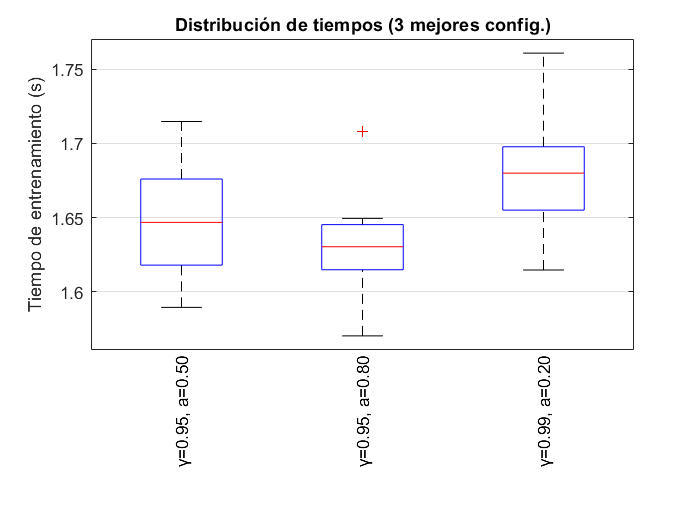 Distribución de tiempos (3 mejores config.)
Tiempo de entrenamiento (s)
1.75
1.7
1.65
1.6
γ=0.95, a=0.50
γ=0.95, a=0.80
γ=0.99, a=0.20